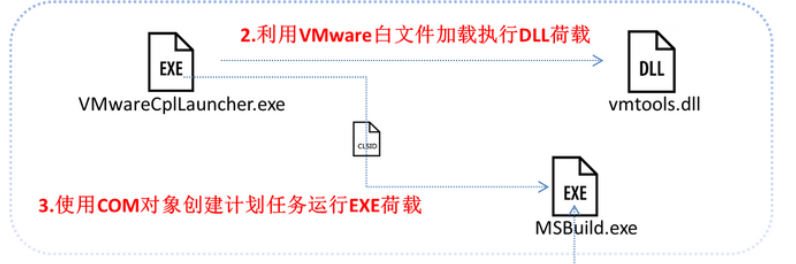 2.利用VMware白文件加载执行DLL荷载
EXE
DLL
VMwareCplLauncher.exe
vmtools.dll
CLSID
EXE
3.使用COM对象创建计划任务运行EXE荷载
MSBuild.exe